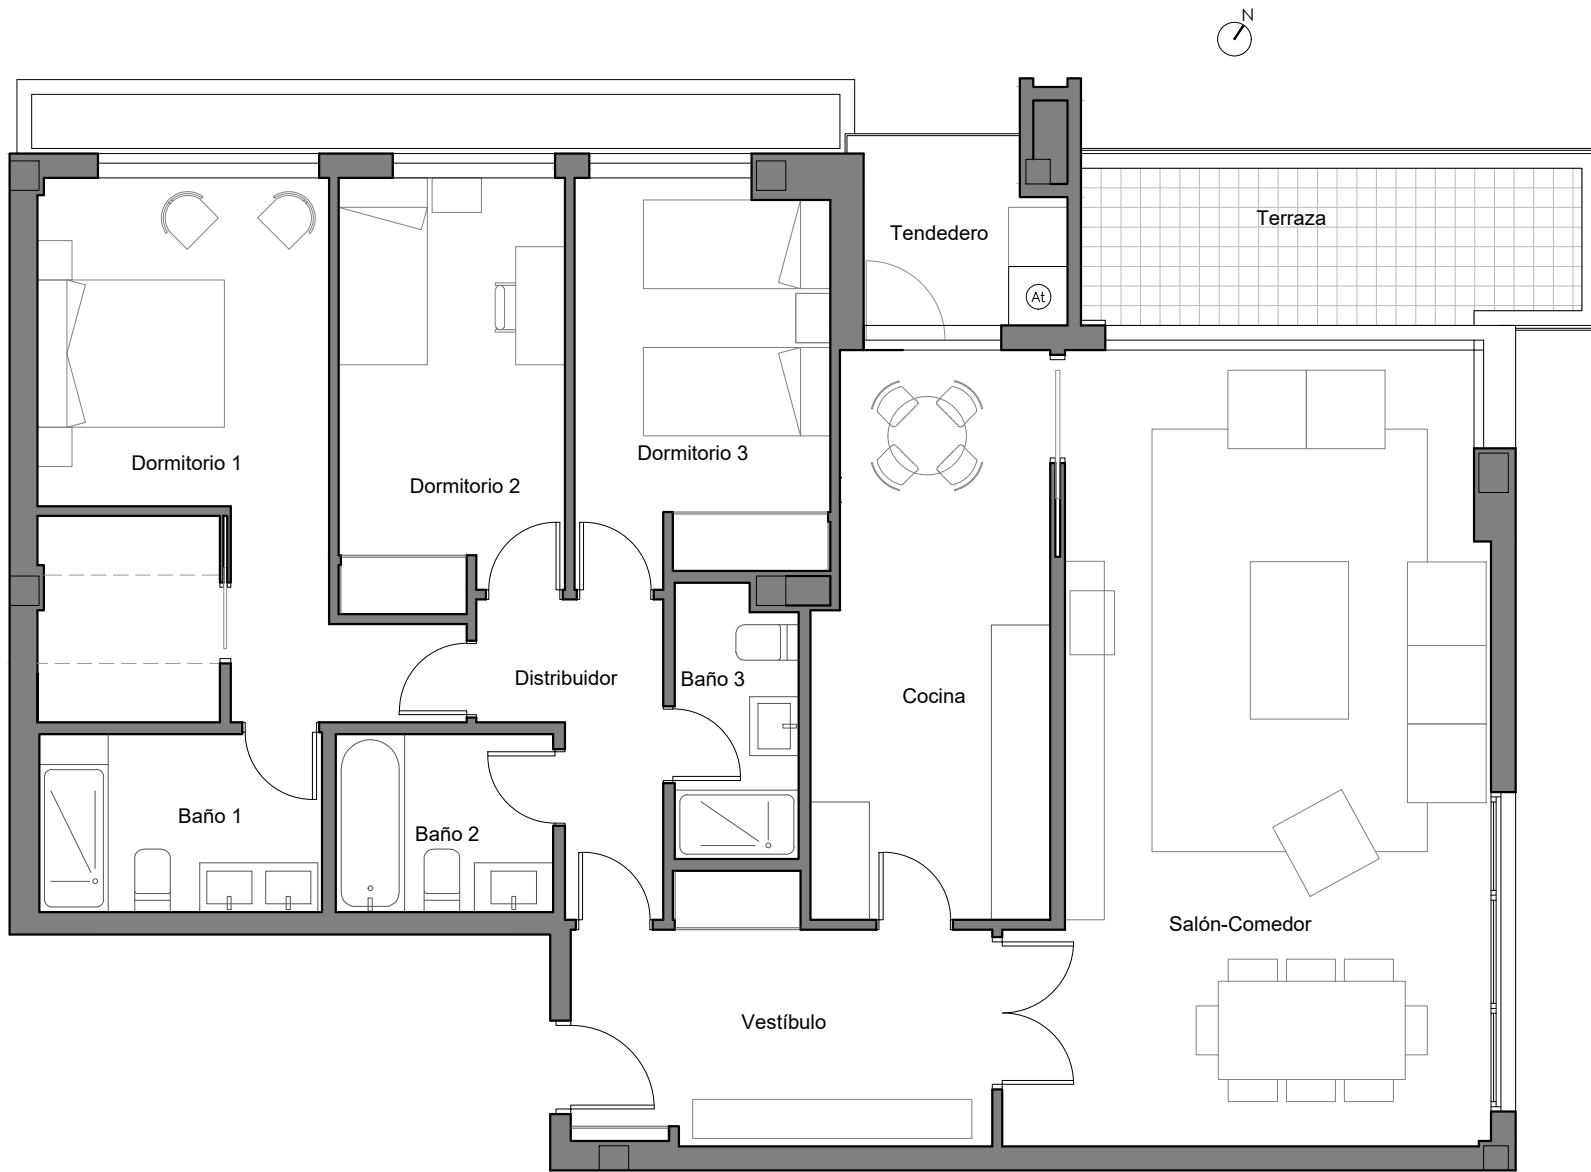 N
Terraza
Tendedero
At
Dormitorio 1
Dormitorio 2
Dormitorio 3
Distribuidor
Baño 3
Cocina
Baño 1
Baño 2
Salón-Comedor
Vestíbulo